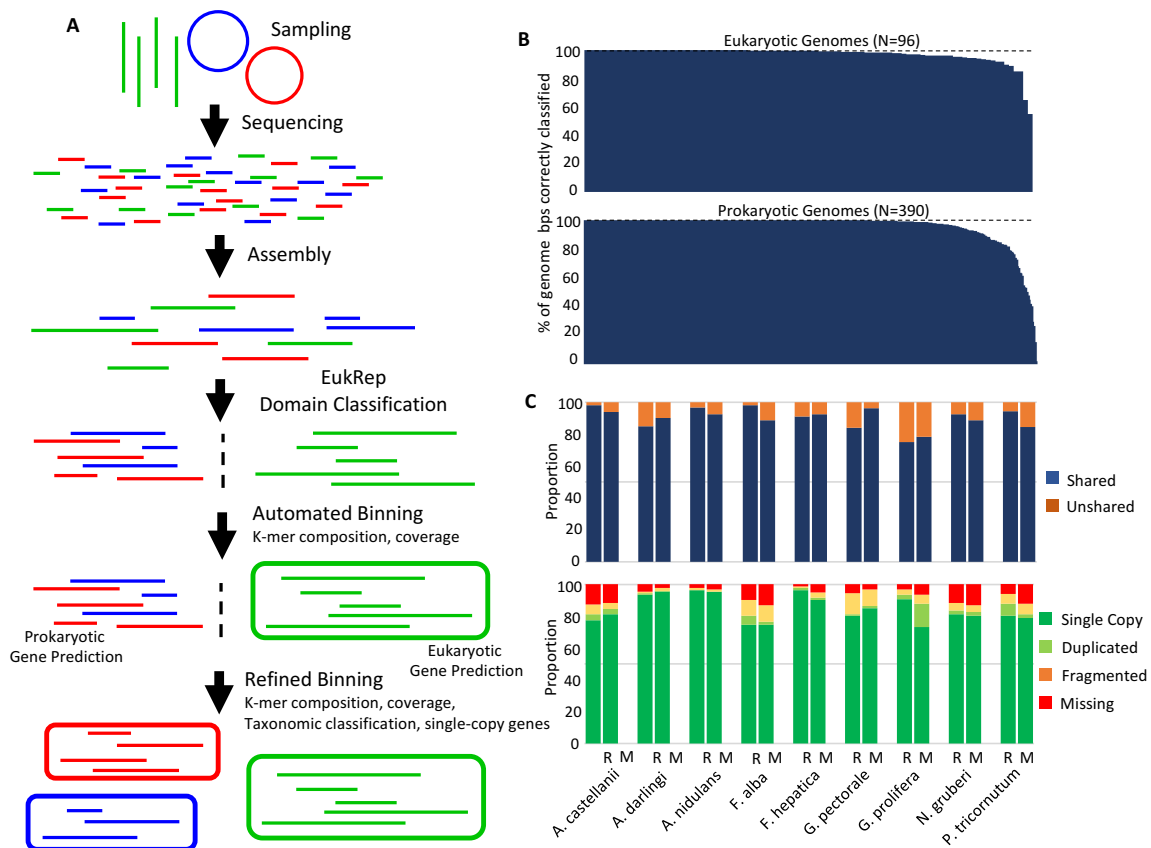 A
Sampling
Sequencing
Assembly
EukRep
Domain Classification
Automated Binning
K-mer composition, coverage
Prokaryotic
Gene Prediction
Eukaryotic
Gene Prediction
Refined Binning
K-mer composition, coverage,
Taxonomic classification, single-copy genes
B
Eukaryotic Genomes (N=96)
100
80
60
40
20
0
% of genome bps correctly classified
Prokaryotic Genomes (N=390)
100
80
60
40
20
0
C
100
80
60
40
20
0
Proportion
Shared
Unshared
100
80
60
40
20
0
Proportion
Single Copy
Duplicated
Fragmented
Missing
R M R M R M R M R M R M R M R M R M
A. castellanii
A. darlingi
A. nidulans
F. alba
F. hepatica
G. pectorale
G. prolifera
N. gruberi
P. tricornutum